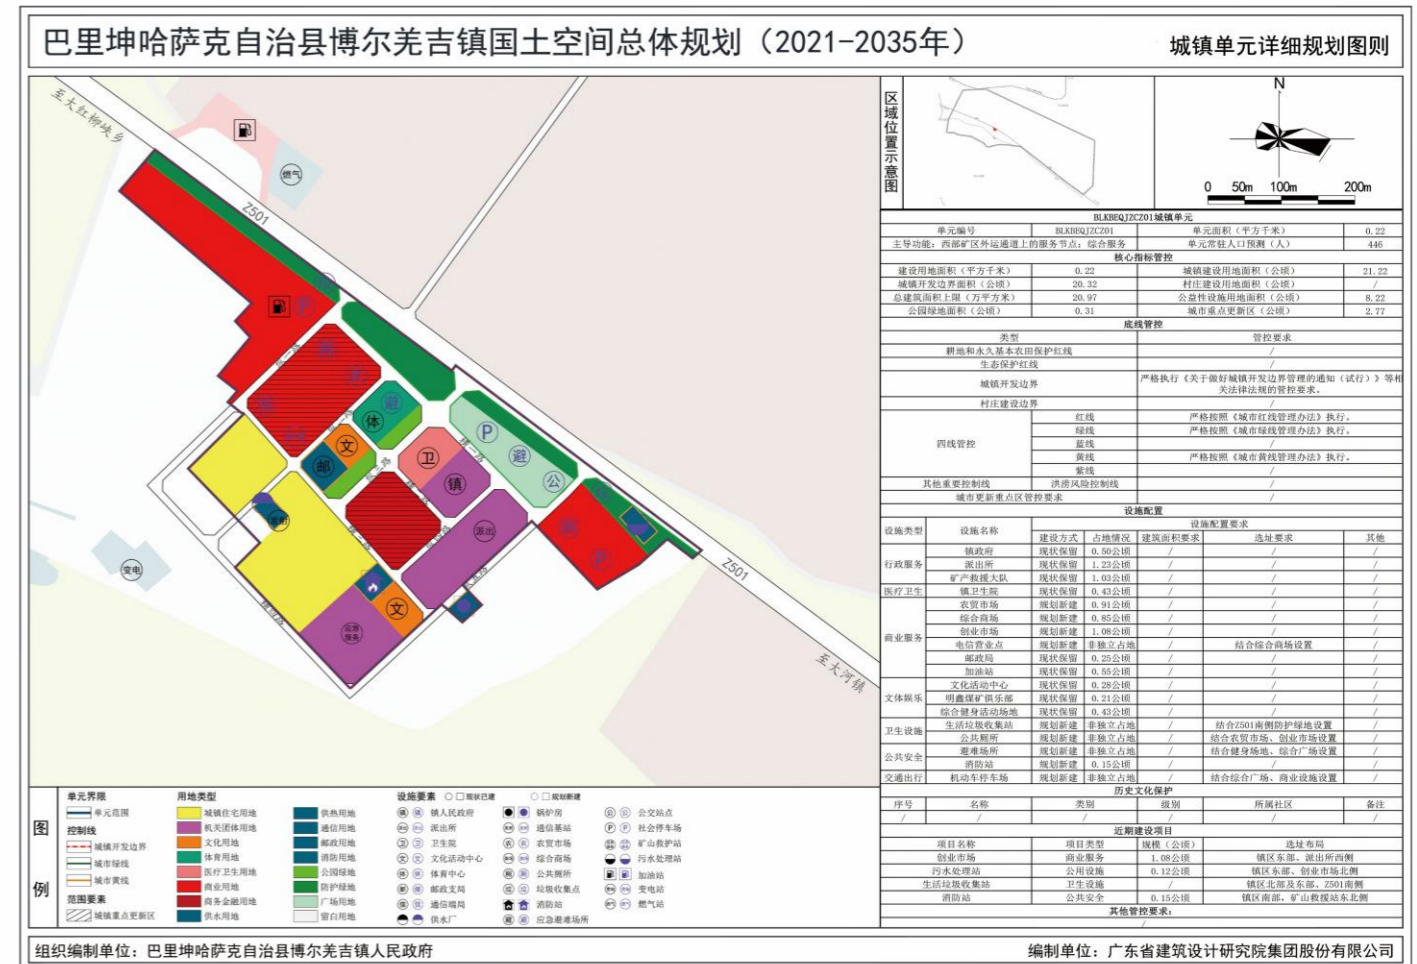 巴里坤哈萨克自治县博尔羌吉镇国土空间总体规划（2021-2035年）
城镇单元详细规划图则
至大红柳峡乡
Z501
燃气
P
体
避
文
邮
卫
镇
P
避
公
派出
P
变电
文
应急服务
Z501
至大河镇
区域位置示意图
N
0 50m 100m 200m
BLKBEQJZCZ01城镇单元
单元编号 BLKBEQJZCZ01 单元面积（平方千米） 0.22
主导功能：西部矿区外运通道上的服务节点；综合服务 单元常驻人口预测（人） 446
核心指标管控
建设用地面积（平方千米） 0.22 城镇建设用地面积（公顷） 21.22
城镇开发边界面积（公顷） 20.32 村庄建设用地面积（公顷） /
总建筑面积上限（万平方米） 20.97 公益性设施用地面积（公顷） 8.22
公园绿地面积（公顷） 0.31 城市重点更新区（公顷） 2.77
底线管控
类型 管控要求
耕地和永久基本农田保护红线 /
生态保护红线 /
城镇开发边界 严格执行《关于做好城镇开发边界管理的通知（试行）》等相
关法律法规的管控要求。
村庄建设边界 /
四线管控 红线 严格按照《城市红线管理办法》执行。
绿线 严格按照《城市绿线管理办法》执行。
蓝线 /
黄线 严格按照《城市黄线管理办法》执行。
紫线 /
其他重要控制线 洪涝风险控制线 /
城市更新重点区管控要求 /
设施配置
设施类型 设施名称 设施配置要求
建设方式 占地情况 建筑面积要求 选址要求 其他
行政服务 镇政府 现状保留 0.50公顷 / / /
派出所 现状保留 1.23公顷 / / /
矿产救援大队 现状保留 1.03公顷 / / /
医疗卫生 镇卫生院 现状保留 0.43公顷 / / /
商业服务 农贸市场 规划新建 0.91公顷 / / /
综合商场 规划新建 0.85公顷 / / /
创业市场 规划新建 1.08公顷 / / /
电信营业点 规划新建 非独立占地 / 结合综合商场设置 /
邮政局 现状保留 0.25公顷 / / /
加油站 现状保留 0.55公顷 / / /
文体娱乐 文化活动中心 现状保留 0.28公顷 / / /
明鑫煤矿俱乐部 现状保留 0.21公顷 / / /
综合健身活动场地 现状保留 0.43公顷 / / /
卫生设施 生活垃圾收集站 规划新建 非独立占地 / 结合Z501南侧防护绿地设置 /
公共厕所 规划新建 非独立占地 / 结合农贸市场、创业市场设置 /
公共安全 避难场所 规划新建 非独立占地 / 结合健身场地、综合广场设置 /
消防站 规划新建 0.15公顷 / / /
交通出行 机动车停车场 规划新建 非独立占地 / 结合综合广场、商业设施设置 /
历史文化保护
序号 名称 类别 级别 所属社区 备注
/ / / / / /
近期建设项目
项目名称 项目类型 规模（公顷） 选址布局
创业市场 商业服务 1.08公顷 镇区东部、派出所西侧
污水处理站 公用设施 0.12公顷 镇区东部、创业市场北侧
生活垃圾收集站 卫生设施 / 镇区北部及东部、Z501南侧
消防站 公共安全 0.15公顷 镇区南部，矿山救援站东北侧
其他管控要求：
/
图例
单元界限
单元范围
控制线
城镇开发边界
城市绿线
城市黄线
范围要素
城镇重点更新区
用地类型
城镇住宅用地 供热用地
机关团体用地 通信用地
文化用地 邮政用地
体育用地 消防用地
医疗卫生用地 公园绿地
商业用地 防护绿地
商务金融用地 广场用地
供水用地 留白用地
设施要素 现状已建 规划新建
镇人民政府 锅炉房 公 公 公交站点
派出所 通信基站 P P 社会停车场
卫 卫 卫生院 农 农 农贸市场 矿山救护站
文 文 文化活动中心 综合商场 污水处理站
体 体 体育中心 公共厕所 加油站
邮 邮 邮政支局 垃圾收集点 变电站
通信端局 消防站 燃气站
供水厂 避 避 应急避难场所
组织编制单位：巴里坤哈萨克自治县博尔羌吉镇人民政府
编制单位：广东省建筑设计研究院集团股份有限公司